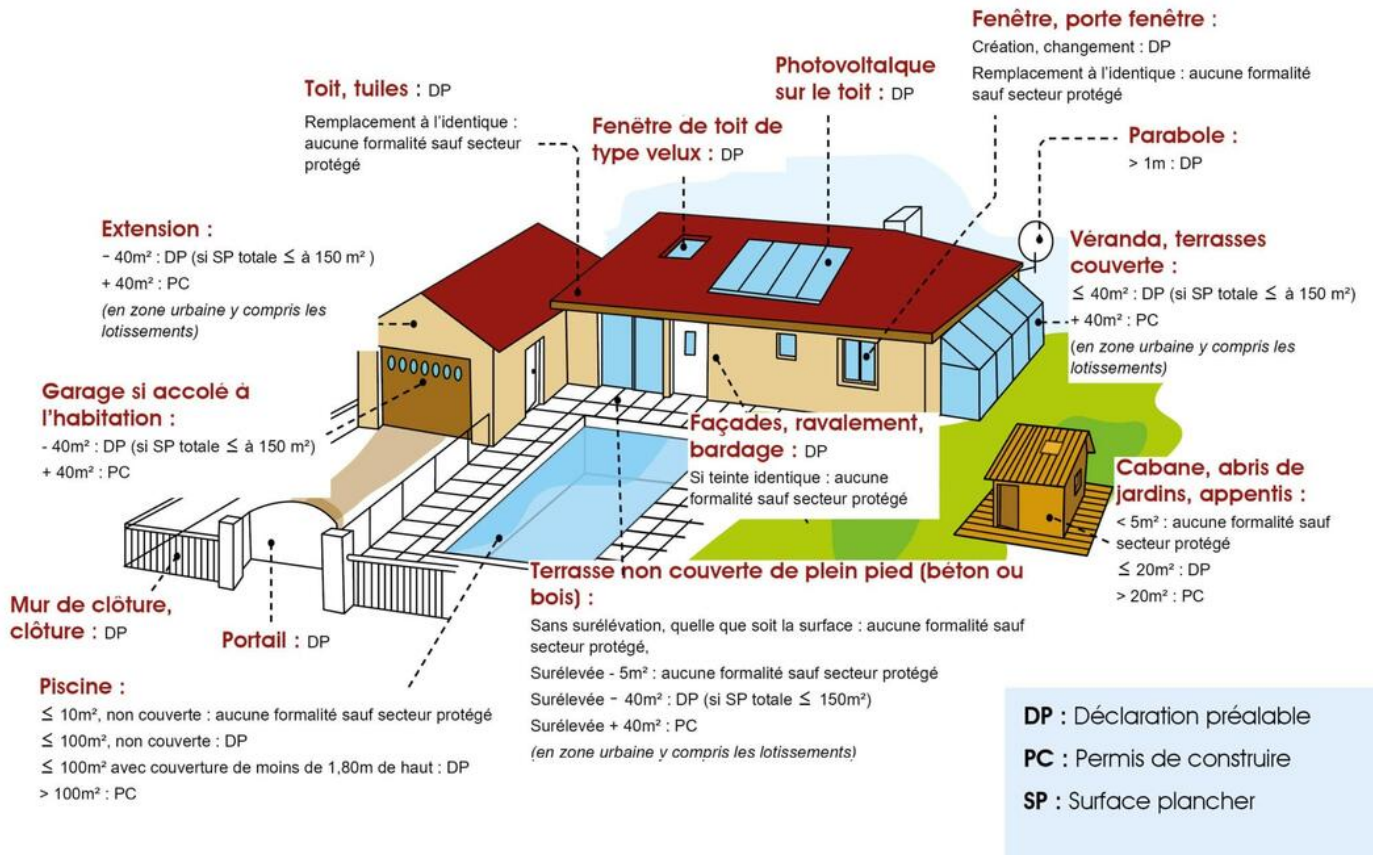 Fenêtre, porte fenêtre :
Création, changement : DP
Remplacement à l'identique : aucune formalité
sauf secteur protégé
Photovoltaïque
sur le toit : DP
Toit, tuiles : DP
Remplacement à l'identique :
aucune formalité sauf secteur
protégé
Fenêtre de toit de
type velux : DP
Parabole :
> 1m : DP
Extension :
- 40m² : DP (si SP totale ≤ à 150 m² )
+ 40m² : PC
(en zone urbaine y compris les
lotissements)
Véranda, terrasses
couverte :
≤ 40m² : DP (si SP totale ≤ à 150 m²)
+ 40m² : PC
(en zone urbaine y compris les
lotissements)
Garage si accolé à
l'habitation :
- 40m² : DP (si SP totale ≤ à 150 m²)
+ 40m² : PC
Façades, ravalement,
bardage : DP
Si teinte identique : aucune
formalité sauf secteur protégé
Cabane, abris de
jardins, appentis :
< 5m² : aucune formalité sauf
secteur protégé
≤ 20m² : DP
> 20m² : PC
Mur de clôture,
clôture : DP
Portail : DP
Terrasse non couverte de plein pied (béton ou
bois) :
Sans surélévation, quelle que soit la surface : aucune formalité sauf
secteur protégé,
Surélevée - 5m² : aucune formalité sauf secteur protégé
Surélevée - 40m² : DP (si SP totale ≤ 150m²)
Surélevée + 40m² : PC
(en zone urbaine y compris les lotissements)
Piscine :
≤ 10m², non couverte : aucune formalité sauf secteur protégé
≤ 100m², non couverte : DP
≤ 100m² avec couverture de moins de 1,80m de haut : DP
> 100m² : PC
DP : Déclaration préalable
PC : Permis de construire
SP : Surface plancher